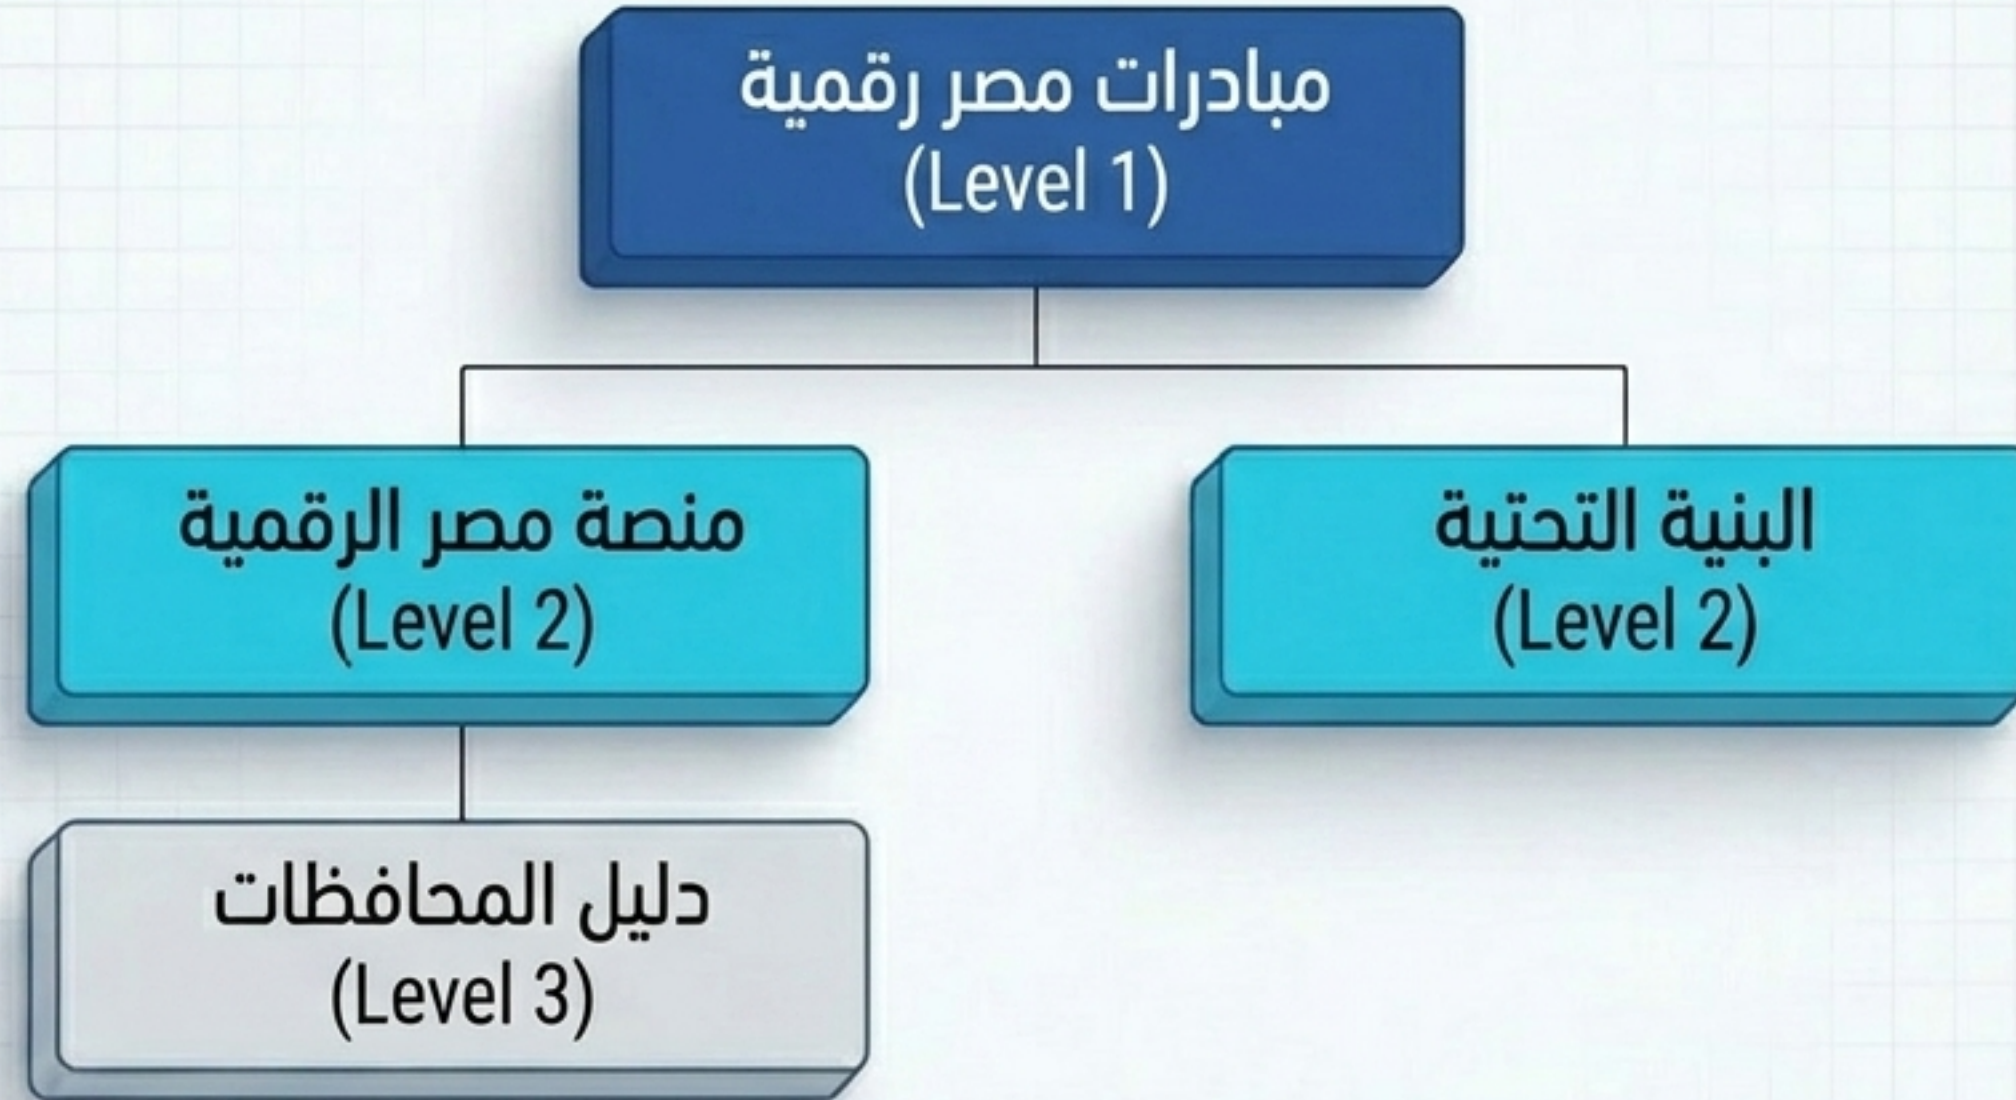 مبادرات مصر رقمية
(Level 1)
البنية التحتية
(Level 2)
منصة مصر الرقمية
(Level 2)
دليل المحافظات
(Level 3)